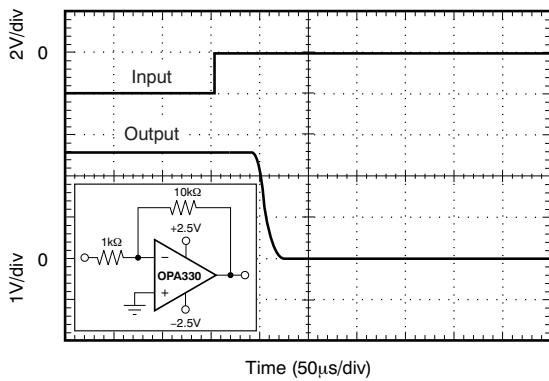 2V/div
0
Input
Output
10kΩ
1kΩ
+2.5V
−
OPA330
+
−2.5V
1V/div
0
Time (50μs/div)